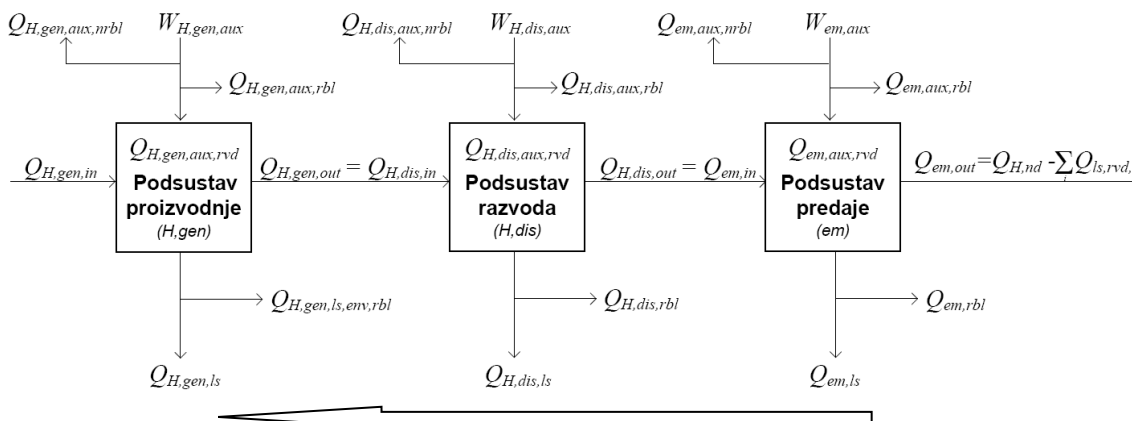 Q_{H,gen,aux,nrbl} W_{H,gen,aux} Q_{H,dis,aux,nrbl} W_{H,dis,aux} Q_{em,aux,nrbl} W_{em,aux}
Q_{H,gen,aux,rbl} Q_{H,dis,aux,rbl} Q_{em,aux,rbl}
Q_{H,gen,aux,rvd} Q_{H,dis,aux,rvd} Q_{em,aux,rvd}
Q_{H,gen,in} Q_{H,gen,out} = Q_{H,dis,in} Q_{H,dis,out} = Q_{em,in} Q_{em,out}=Q_{H,nd} -∑Q_{ls,rvd,}
Podsustav Podsustav Podsustav
proizvodnje razvoda predaje
(H,gen) (H,dis) (em)
Q_{H,gen,ls,env,rbl} Q_{H,dis,rbl} Q_{em,rbl}
Q_{H,gen,ls} Q_{H,dis,ls} Q_{em,ls}